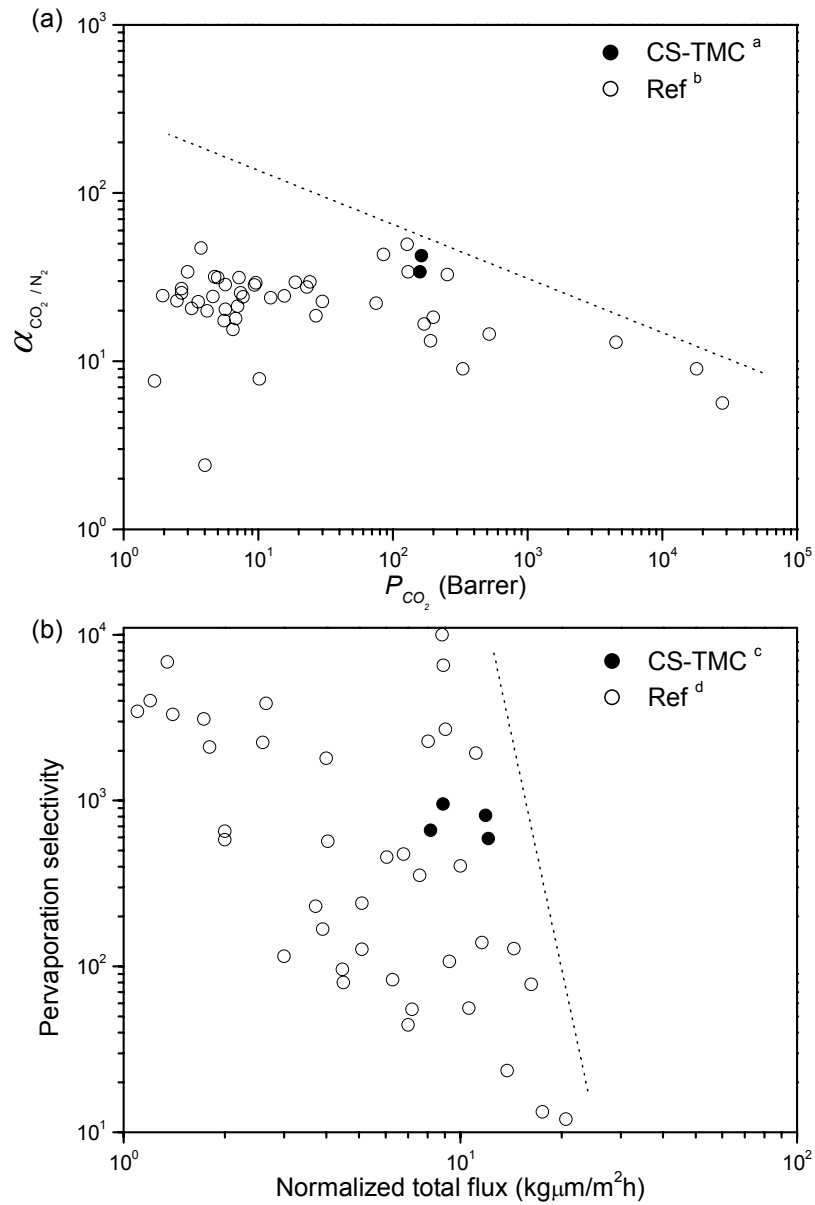 (a)
10³
CS-TMC ᵃ
Ref ᵇ
10²
α CO₂ / N₂
10¹
10⁰
10⁰ 10¹ 10² 10³ 10⁴ 10⁵
P CO₂ (Barrer)
(b)
10⁴
CS-TMC ᶜ
Ref ᵈ
10³
Pervaporation selectivity
10²
10¹
10⁰ 10¹ 10²
Normalized total flux (kgμm/m²h)